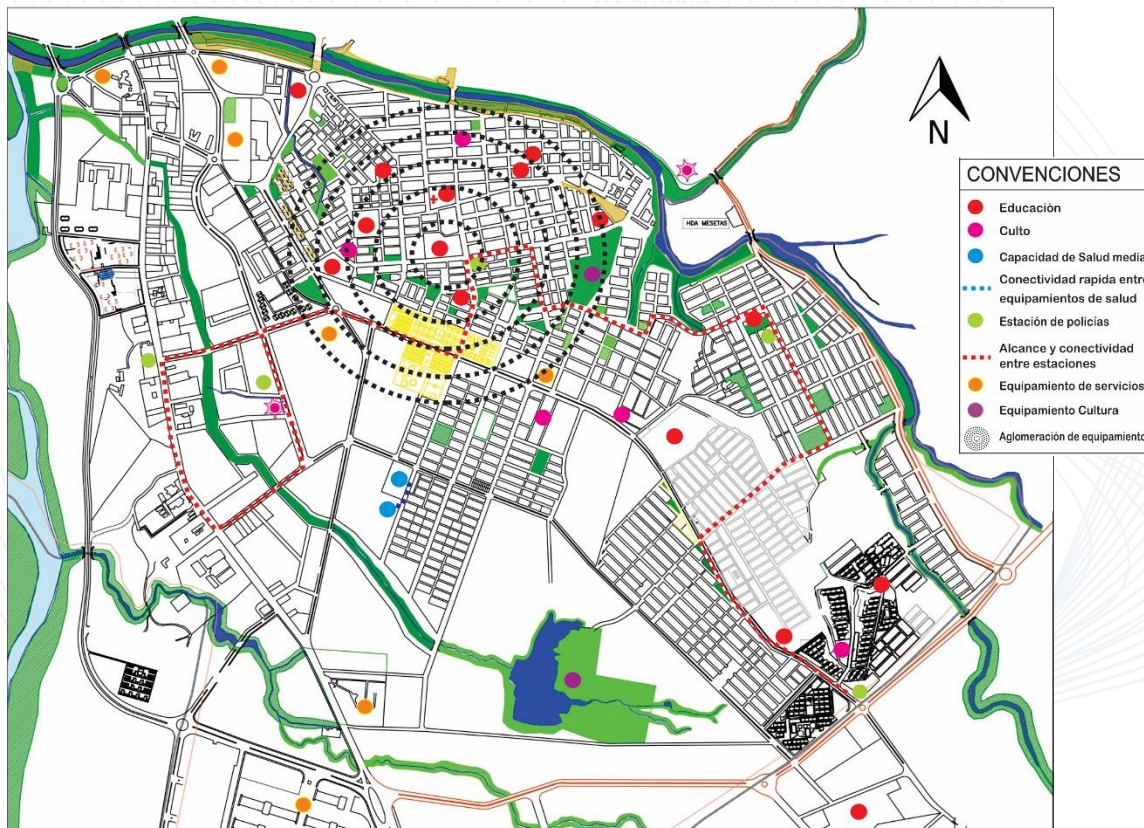 N
HDA MESETAS
CONVENCIONES
Educación
Culto
Capacidad de Salud media
Conectividad rapida entre
equipamientos de salud
Estación de policías
Alcance y conectividad
entre estaciones
Equipamiento de servicios
Equipamiento Cultura
Aglomeración de equipamiento